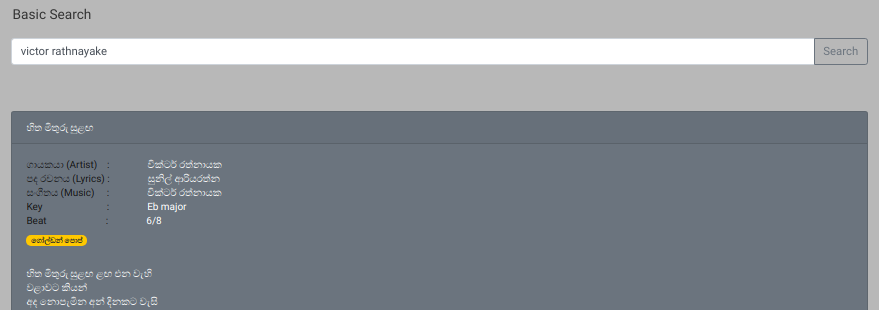 Basic Search
victor rathnayake Search
හිත මිතුරු සුළඟ
ගායකයා (Artist) : වික්ටර් රත්නායක
පද රචනය (Lyrics) : සුනිල් ආරියරත්න
සංගීතය (Music) : වික්ටර් රත්නායක
Key : Eb major
Beat : 6/8
ගෝල්ඩන් පොප්
හිත මිතුරු සුළඟ ළඟ එන වැහි
වළාවට කියන්
අද නොපැමින අන් දිනකට වැසි